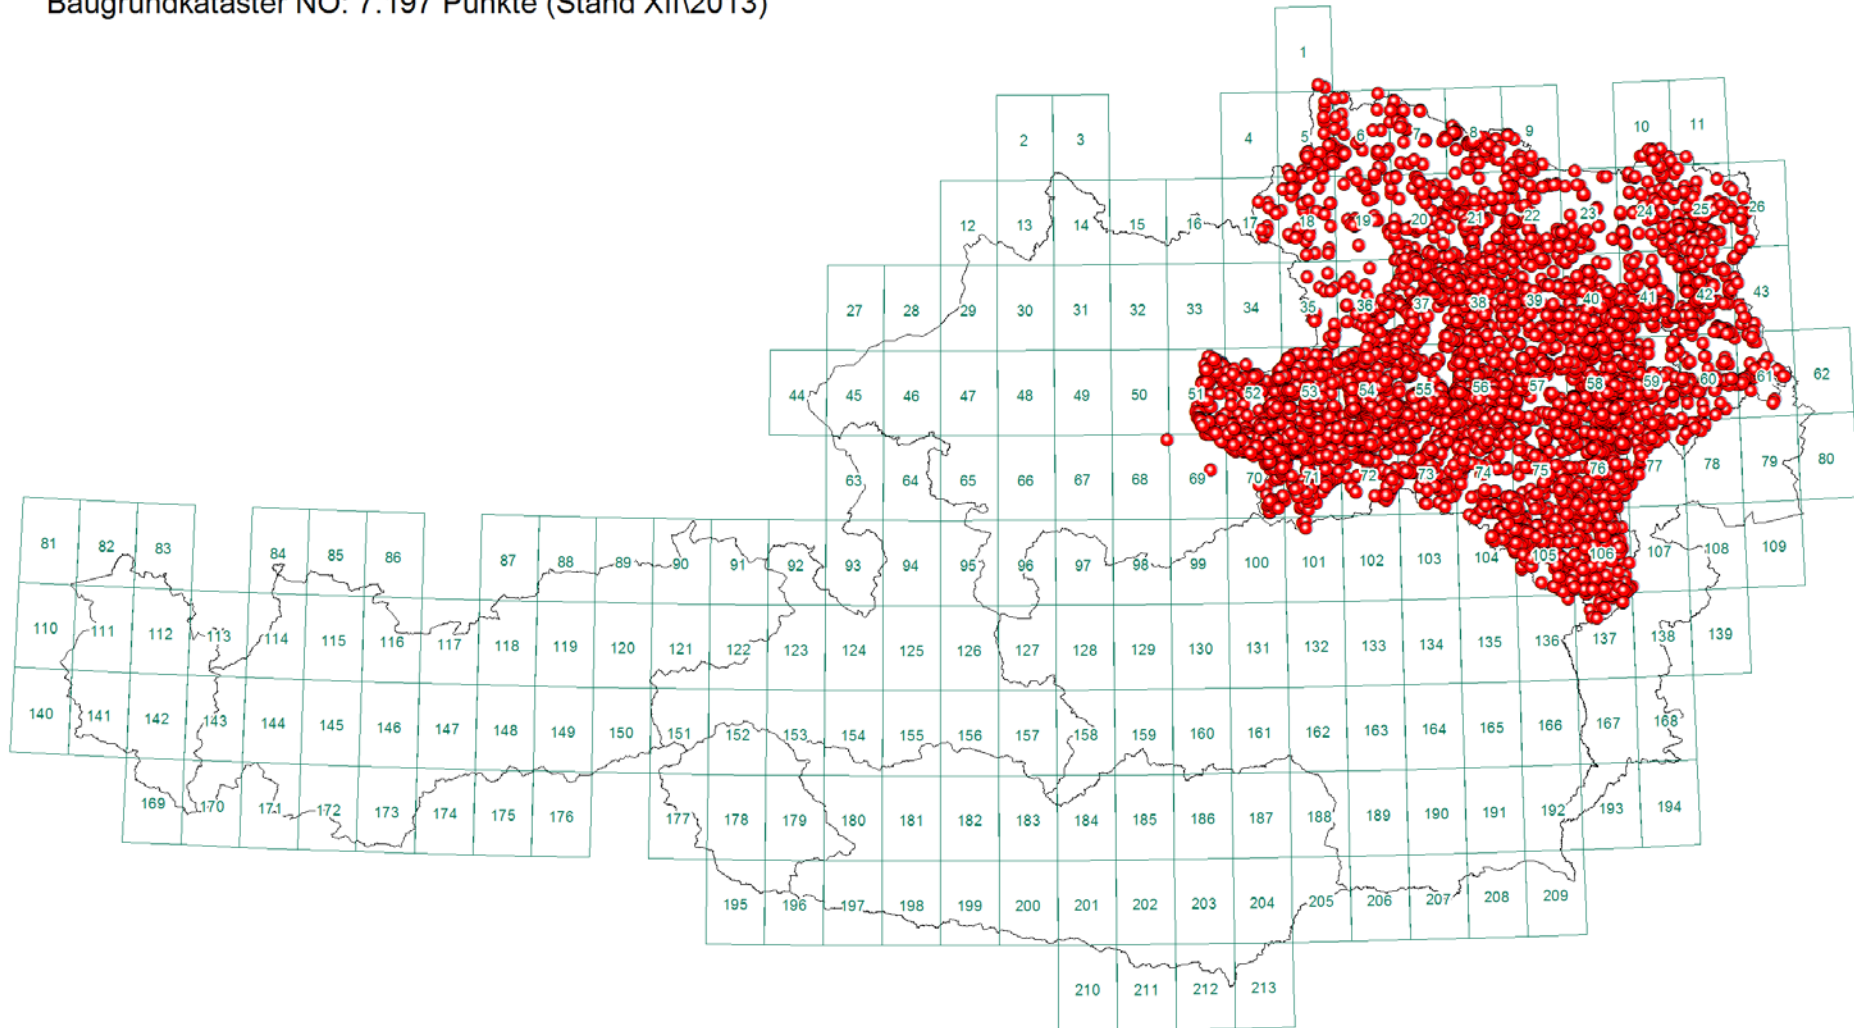 Baugrundkataster NÖ: 7.197 Punkte (Stand XII\2013)
1
2 3 4 5 6 7 8 9 10 11
12 13 14 15 16 17 18 19 20 21 22 23 24 25 26
27 28 29 30 31 32 33 34 35 36 37 38 39 40 41 42 43
44 45 46 47 48 49 50 51 52 53 54 55 56 57 58 59 60 61 62
63 64 65 66 67 68 69 70 71 72 73 74 75 76 77 78 79 80
81 82 83 84 85 86 87 88 89 90 91 92 93 94 95 96 97 98 99 100 101 102 103 104 105 106 107 108 109
110 111 112 113 114 115 116 117 118 119 120 121 122 123 124 125 126 127 128 129 130 131 132 133 134 135 136 137 138 139
140 141 142 143 144 145 146 147 148 149 150 151 152 153 154 155 156 157 158 159 160 161 162 163 164 165 166 167 168
169 170 171 172 173 174 175 176 177 178 179 180 181 182 183 184 185 186 187 188 189 190 191 192 193 194
195 196 197 198 199 200 201 202 203 204 205 206 207 208 209
210 211 212 213